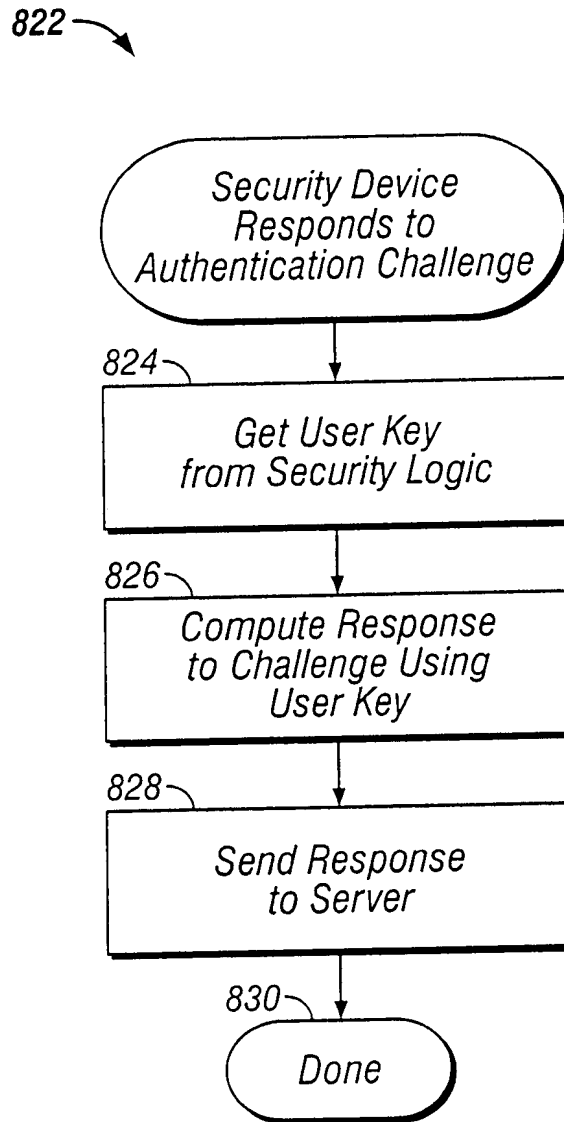 822
Security Device
Responds to
Authentication Challenge
824
Get User Key
from Security Logic
826
Compute Response
to Challenge Using
User Key
828
Send Response
to Server
830
Done